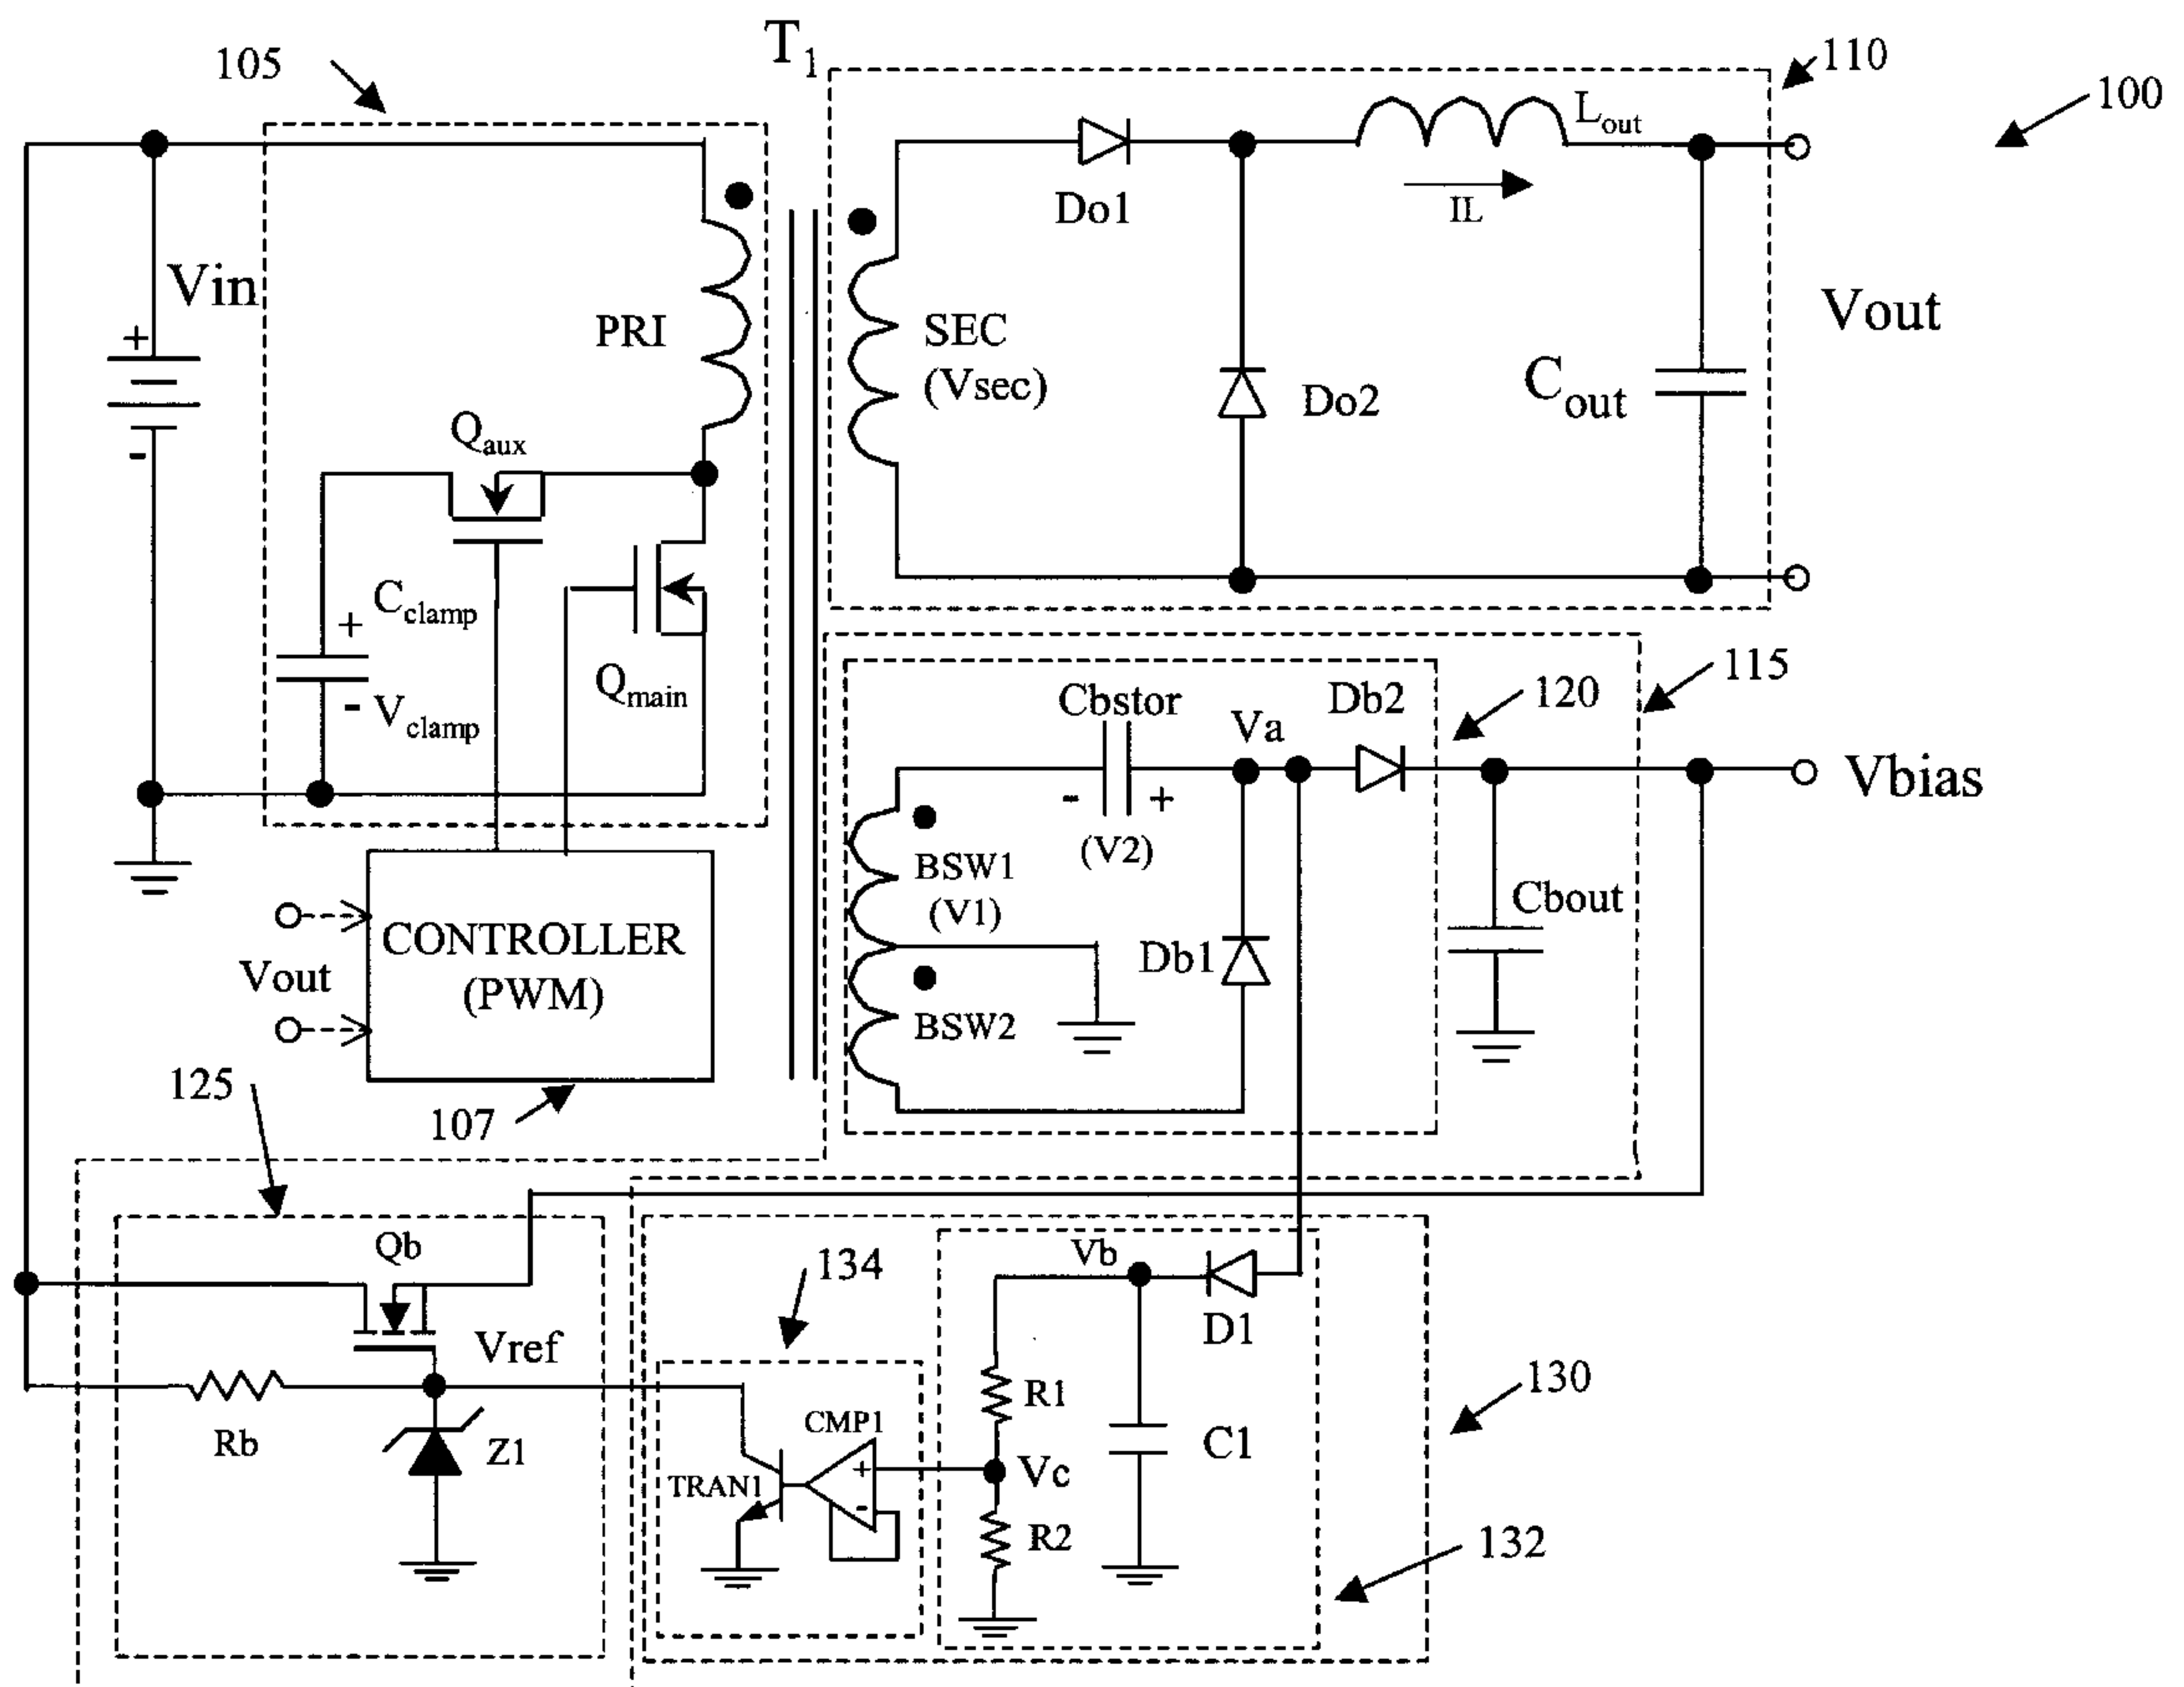 T1
105
110
100
Lout
Do1
IL
Vin
+
-
PRI
SEC
(Vsec)
Do2
Cout
Vout
Qaux
Cclamp
+
- Vclamp
Qmain
115
120
Cbstor
Va
Db2
Vbias
- +
(V2)
BSW1
(V1)
Cbout
Db1
BSW2
CONTROLLER
(PWM)
Vout
107
125
Qb
134
Vb
D1
Vref
130
Rb
Z1
CMP1
+
-
TRAN1
R1
C1
Vc
R2
132